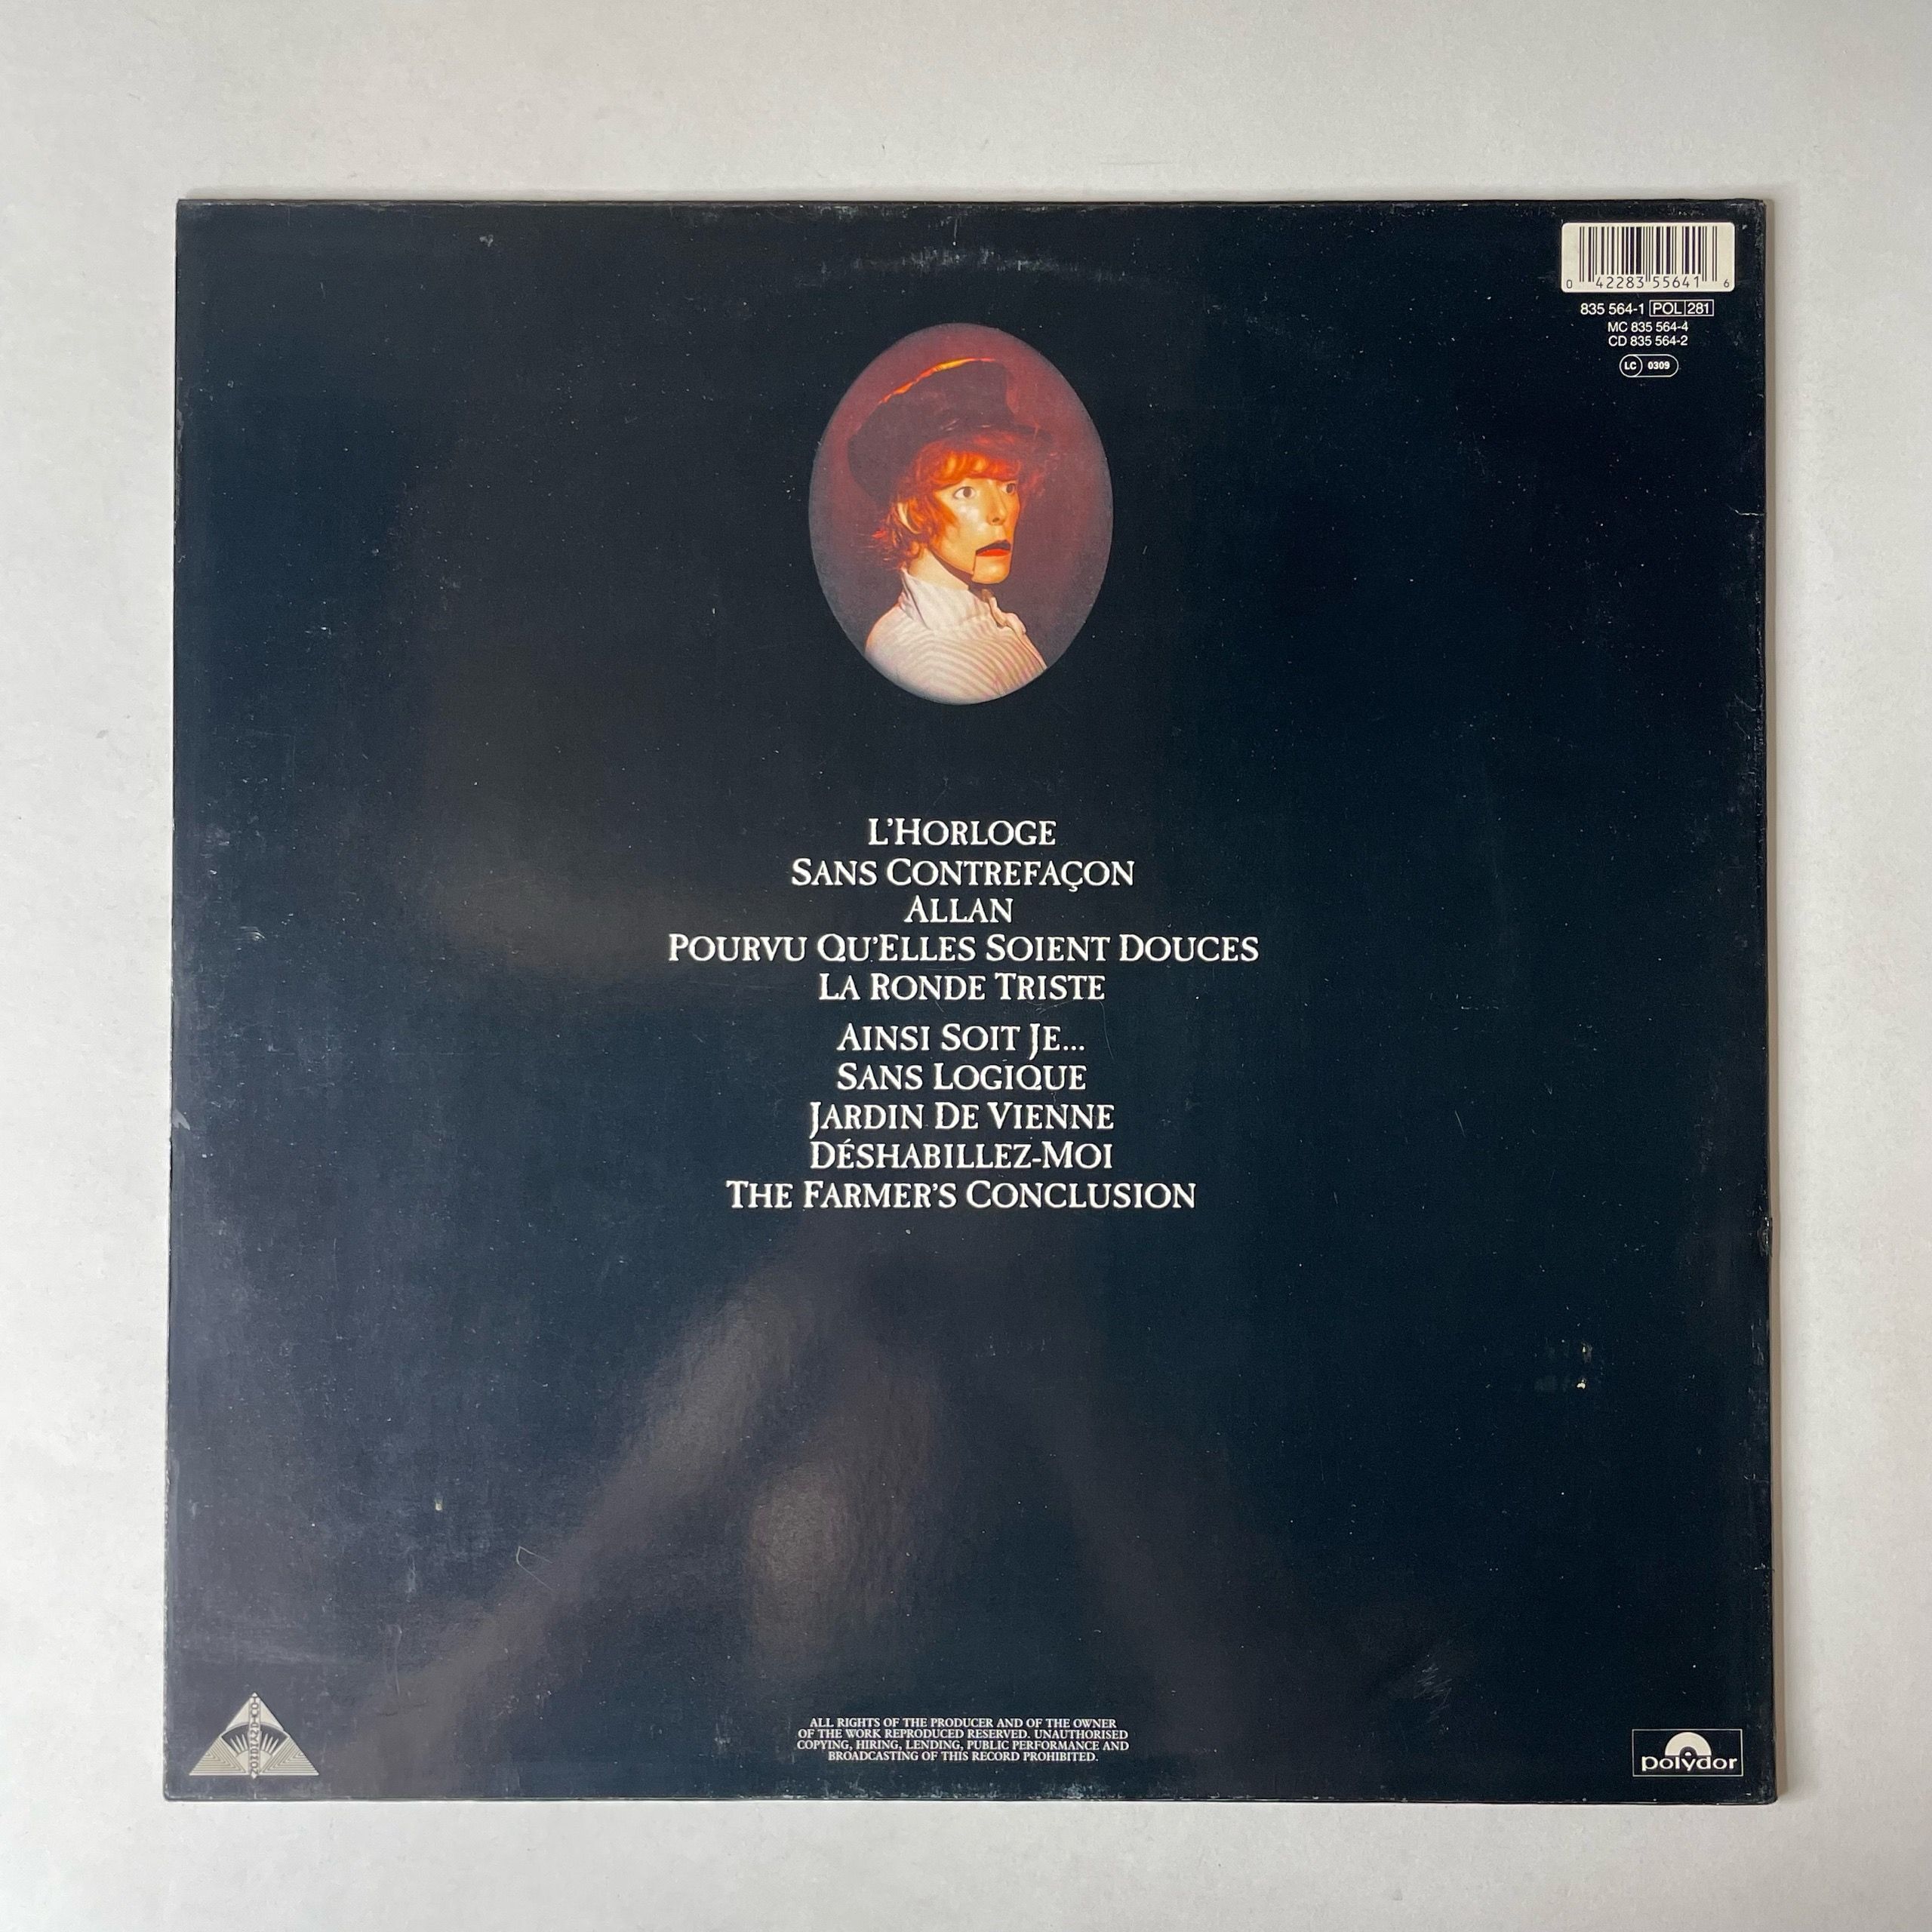 0 42283 55641 6
835 564-1 POL 281
MC 835 564-4
CD 835 564-2
LC 0309
L'HORLOGE
SANS CONTREFAÇON
ALLAN
POURVU QU'ELLES SOIENT DOUCES
LA RONDE TRISTE
AINSI SOIT JE...
SANS LOGIQUE
JARDIN DE VIENNE
DÉSHABILLEZ-MOI
THE FARMER'S CONCLUSION
ALL RIGHTS OF THE PRODUCER AND OF THE OWNER
OF THE WORK REPRODUCED RESERVED. UNAUTHORISED
COPYING, HIRING, LENDING, PUBLIC PERFORMANCE AND
BROADCASTING OF THIS RECORD PROHIBITED.
polydor